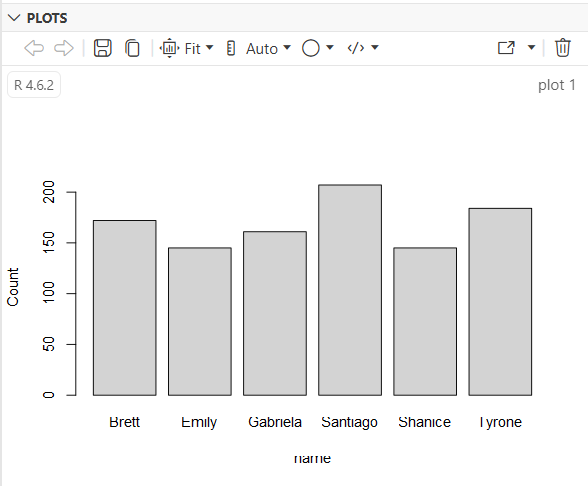 PLOTS
Fit Auto </>
R 4.6.2 plot 1
200
150
100
50
0
Count
Brett Emily Gabriela Santiago Shanice Tyrone
name